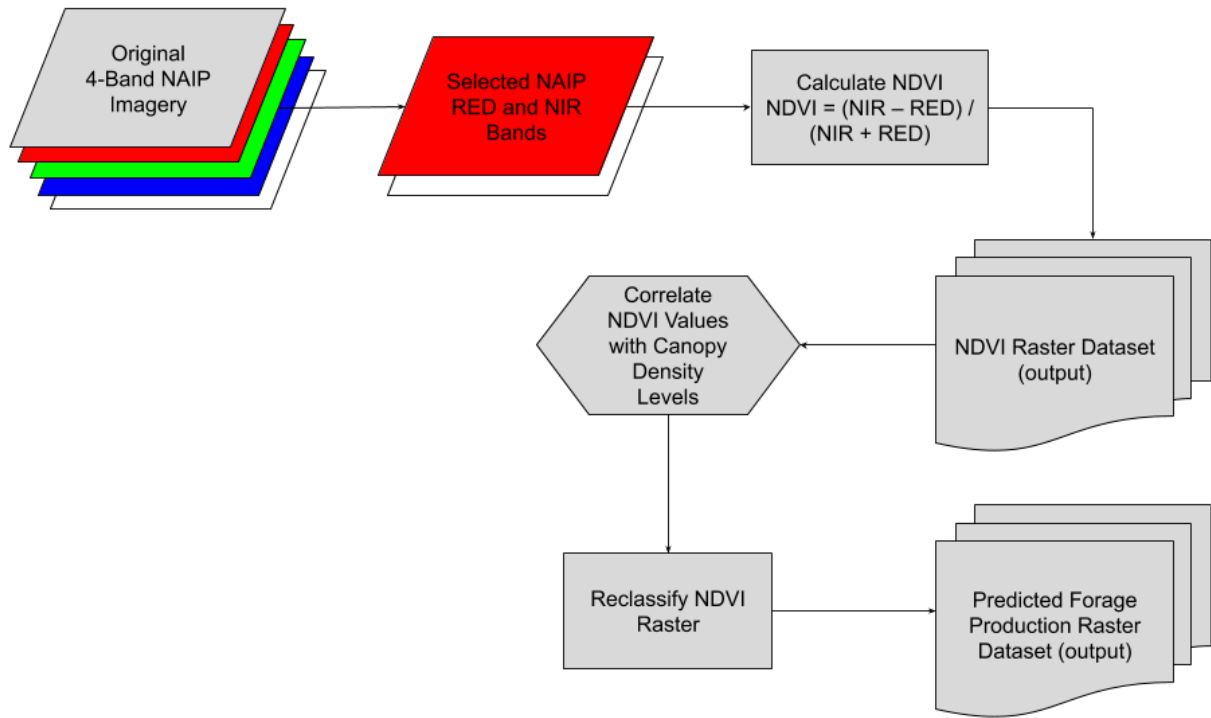 Original
4-Band NAIP
Imagery
Selected NAIP
RED and NIR
Bands
Calculate NDVI
NDVI = (NIR – RED) /
(NIR + RED)
NDVI Raster Dataset
(output)
Correlate
NDVI Values
with Canopy
Density
Levels
Reclassify NDVI
Raster
Predicted Forage
Production Raster
Dataset (output)